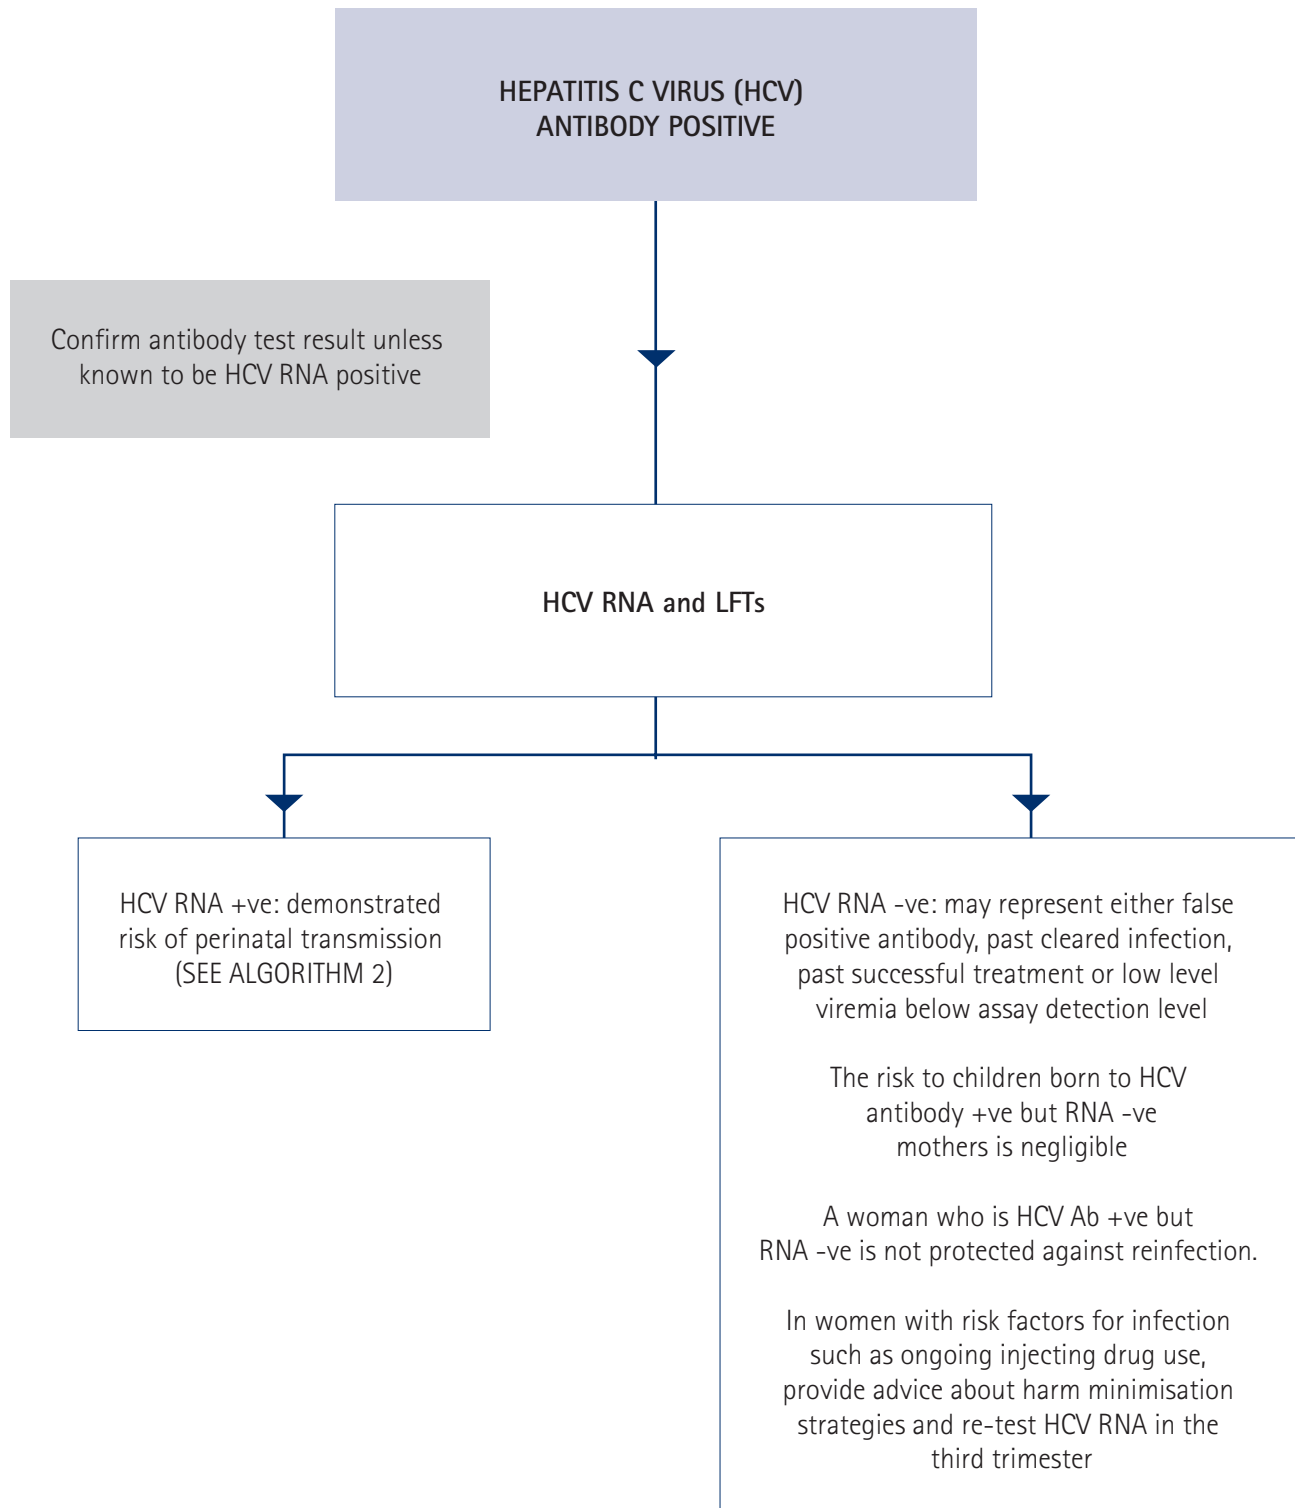 HEPATITIS C VIRUS (HCV)
ANTIBODY POSITIVE
Confirm antibody test result unless
known to be HCV RNA positive
HCV RNA and LFTs
HCV RNA +ve: demonstrated
risk of perinatal transmission
(SEE ALGORITHM 2)
HCV RNA -ve: may represent either false
positive antibody, past cleared infection,
past successful treatment or low level
viremia below assay detection level
The risk to children born to HCV
antibody +ve but RNA -ve
mothers is negligible
A woman who is HCV Ab +ve but
RNA -ve is not protected against reinfection.
In women with risk factors for infection
such as ongoing injecting drug use,
provide advice about harm minimisation
strategies and re-test HCV RNA in the
third trimester